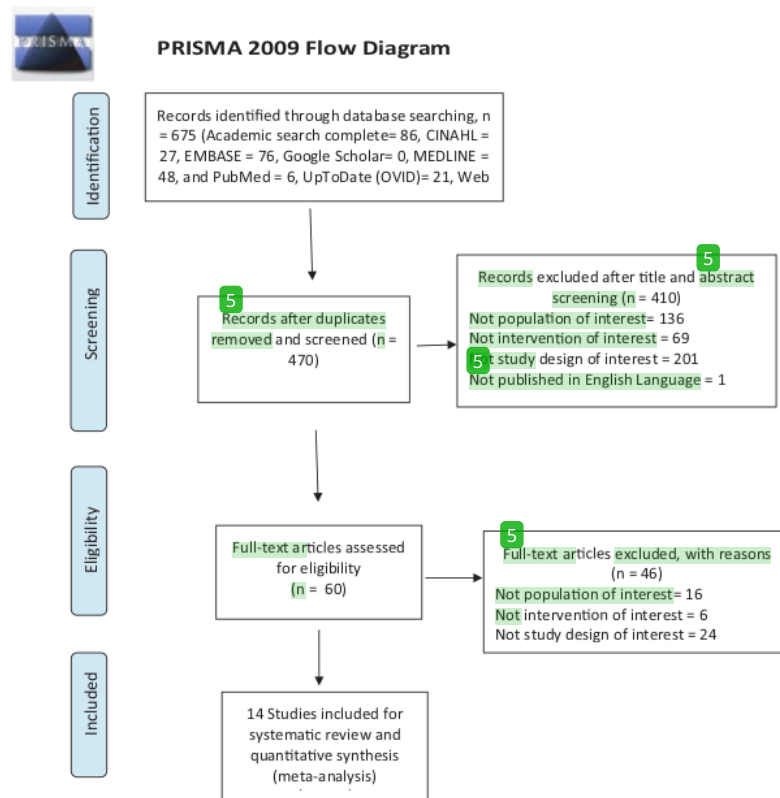 PRISMA
PRISMA 2009 Flow Diagram
Identification
Records identified through database searching, n
= 675 (Academic search complete= 86, CINAHL =
27, EMBASE = 76, Google Scholar= 0, MEDLINE =
48, and PubMed = 6, UpToDate (OVID)= 21, Web
Screening
5
Records after duplicates
removed and screened (n =
470)
5
Records excluded after title and abstract
screening (n = 410)
Not population of interest= 136
Not intervention of interest = 69
5
Not study design of interest = 201
Not published in English Language = 1
Eligibility
Full-text articles assessed
for eligibility
(n = 60)
5
Full-text articles excluded, with reasons
(n = 46)
Not population of interest= 16
Not intervention of interest = 6
Not study design of interest = 24
Included
14 Studies included for
systematic review and
quantitative synthesis
(meta-analysis)